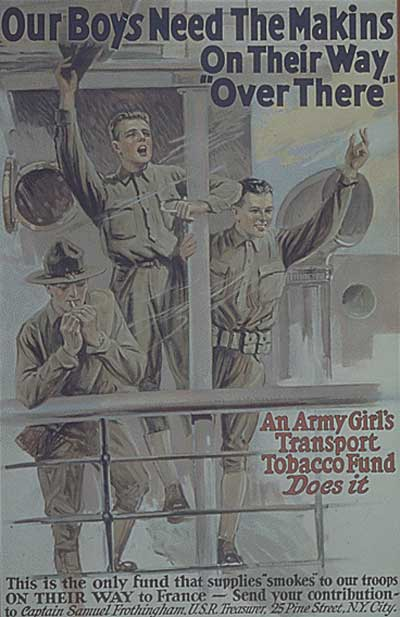 Our Boys Need The Makins
On Their Way
"Over There"
An Army Girl's
Transport
Tobacco Fund
Does it
This is the only fund that supplies "smokes" to our troops
ON THEIR WAY to France — Send your contribution-
to Captain Samuel Frothingham, U.S.R. Treasurer, 25 Pine Street, N.Y. City.